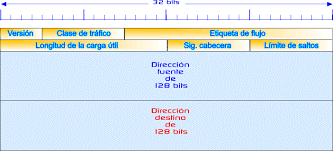 32 bits
Versión Clase de tráfico Etiqueta de flujo
Longitud de la carga útil Sig. cabecera Límite de saltos
Dirección
fuente
de
128 bits
Dirección
destino
de
128 bits